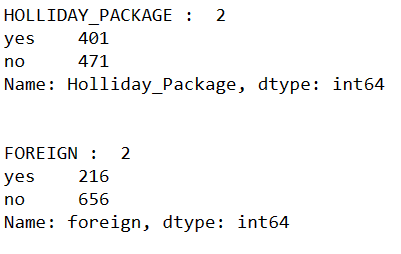 HOLLIDAY_PACKAGE :  2
yes    401
no     471
Name: Holliday_Package, dtype: int64
FOREIGN :  2
yes    216
no     656
Name: foreign, dtype: int64